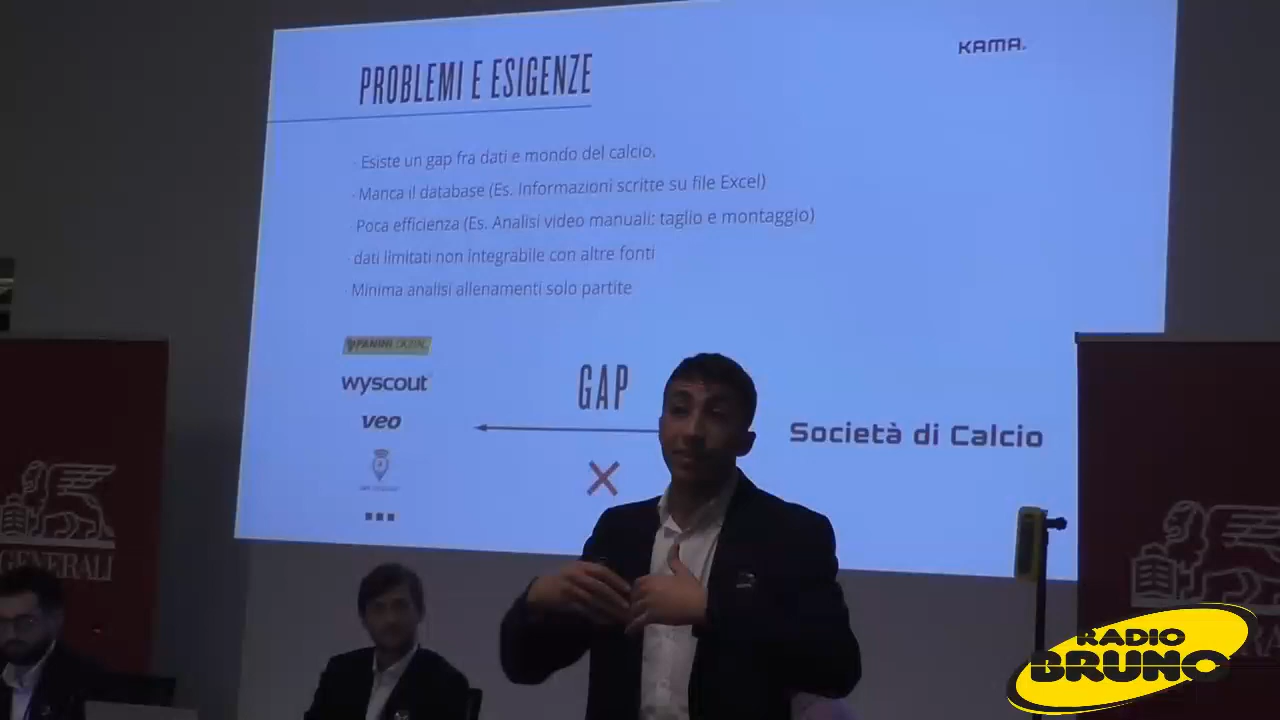 KAMA.
PROBLEMI E ESIGENZE
· Esiste un gap fra dati e mondo del calcio,
· Manca il database (Es. Informazioni scritte su file Excel)
· Poca efficienza (Es. Analisi video manuali: taglio e montaggio)
· dati limitati non integrabile con altre fonti
· Minima analisi allenamenti solo partite
PANINI DIGITAL
wyscout
veo
GAP
Società di Calcio
GENERALI
RADIO
BRUNO